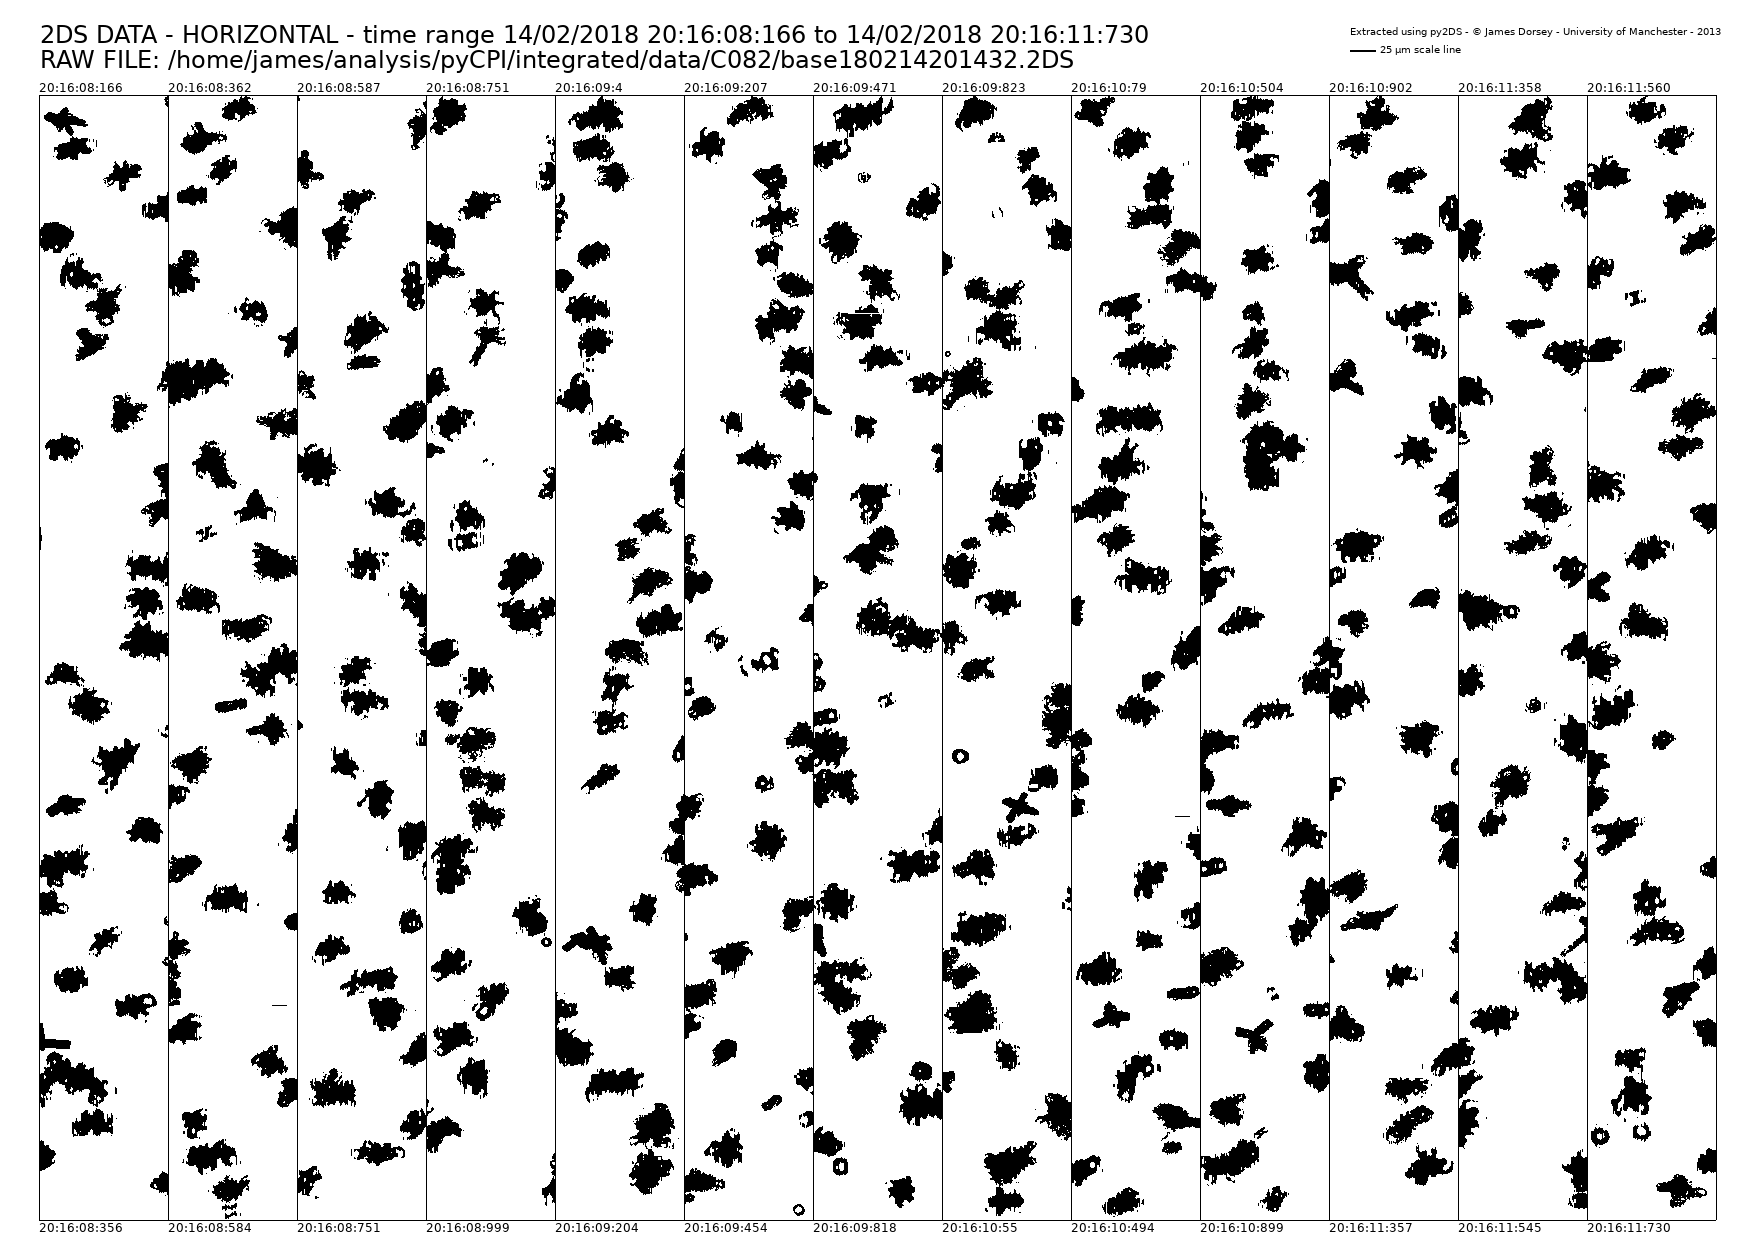 2DS DATA - HORIZONTAL - time range 14/02/2018 20:16:08:166 to 14/02/2018 20:16:11:730
RAW FILE: /home/james/analysis/pyCPI/integrated/data/C082/base180214201432.2DS
Extracted using py2DS - © James Dorsey - University of Manchester - 2013
25 µm scale line
20:16:08:166 20:16:08:362 20:16:08:587 20:16:08:751 20:16:09:4 20:16:09:207 20:16:09:471 20:16:09:823 20:16:10:79 20:16:10:504 20:16:10:902 20:16:11:358 20:16:11:560
20:16:08:356 20:16:08:584 20:16:08:751 20:16:08:999 20:16:09:204 20:16:09:454 20:16:09:818 20:16:10:55 20:16:10:494 20:16:10:899 20:16:11:357 20:16:11:545 20:16:11:730